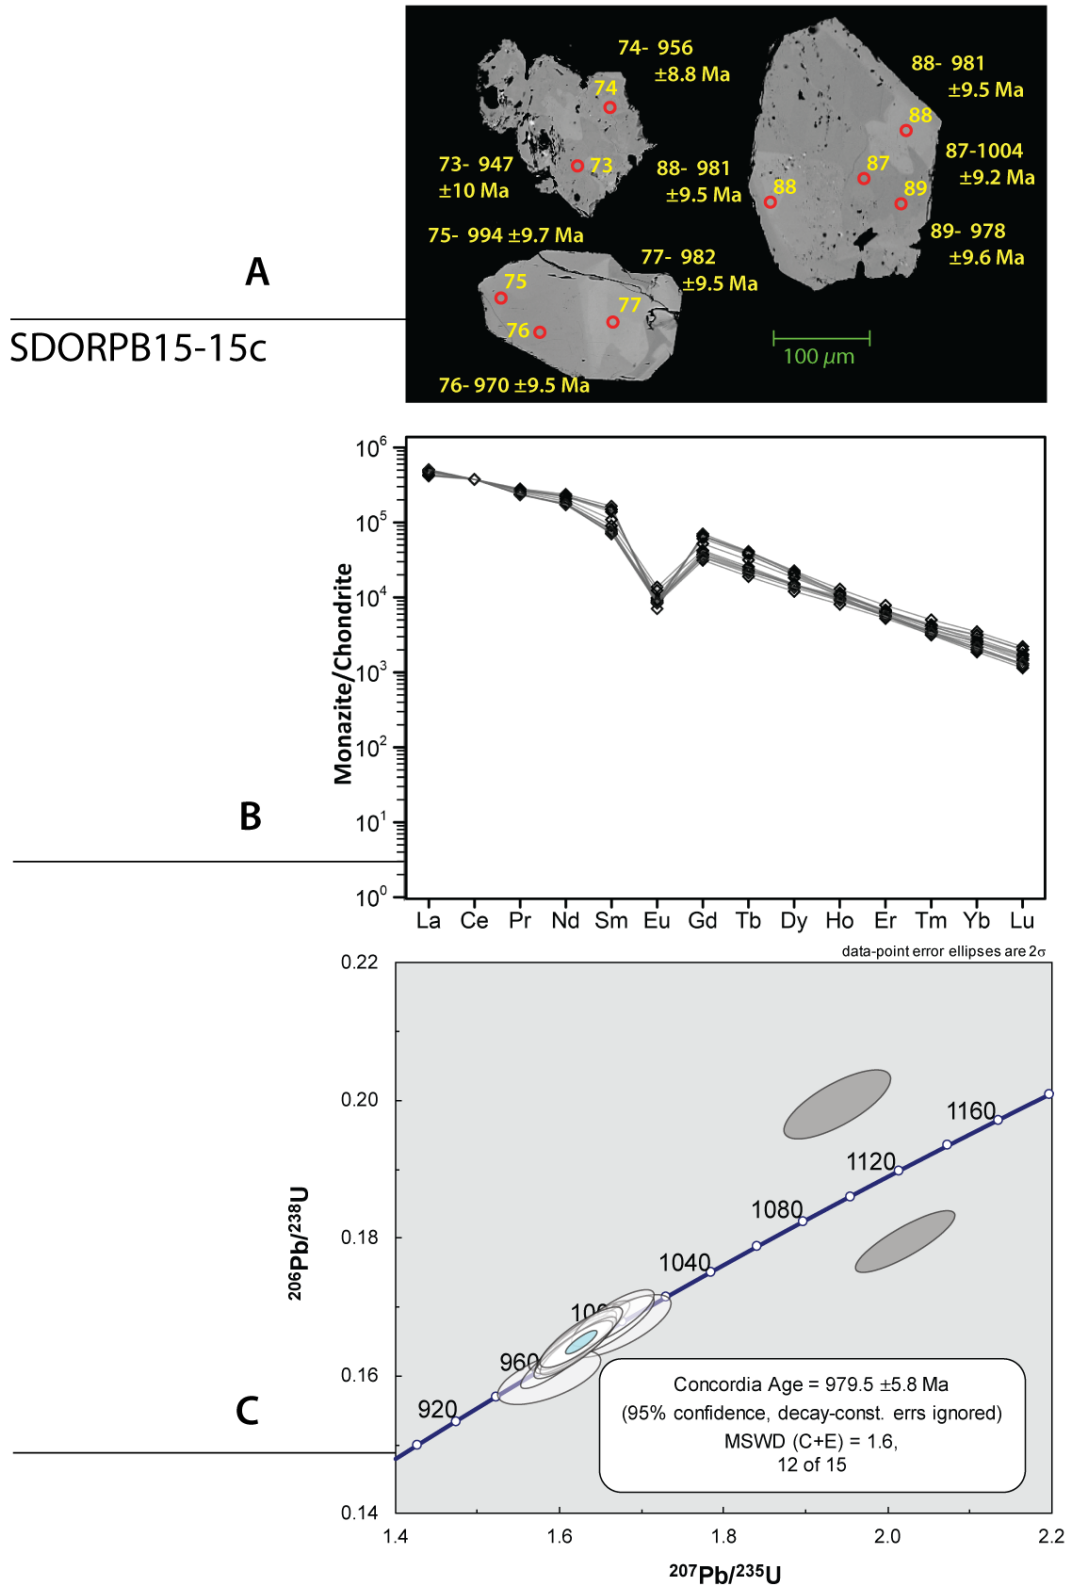 74- 956
±8.8 Ma
74
73- 947
±10 Ma
73
88- 981
±9.5 Ma
88
88- 981
±9.5 Ma
88
87-1004
±9.2 Ma
87
89
89- 978
±9.6 Ma
75- 994 ±9.7 Ma
77- 982
±9.5 Ma
75
76
77
76- 970 ±9.5 Ma
100 µm
A
SDORPB15-15c
Monazite/Chondrite
10⁶
10⁵
10⁴
10³
10²
10¹
10⁰
La Ce Pr Nd Sm Eu Gd Tb Dy Ho Er Tm Yb Lu
B
data-point error ellipses are 2σ
0.22
0.20
0.18
0.16
0.14
²⁰⁶Pb/²³⁸U
1160
1120
1080
1040
960
920
Concordia Age = 979.5 ±5.8 Ma
(95% confidence, decay-const. errs ignored)
MSWD (C+E) = 1.6,
12 of 15
C
1.4 1.6 1.8 2.0 2.2
²⁰⁷Pb/²³⁵U